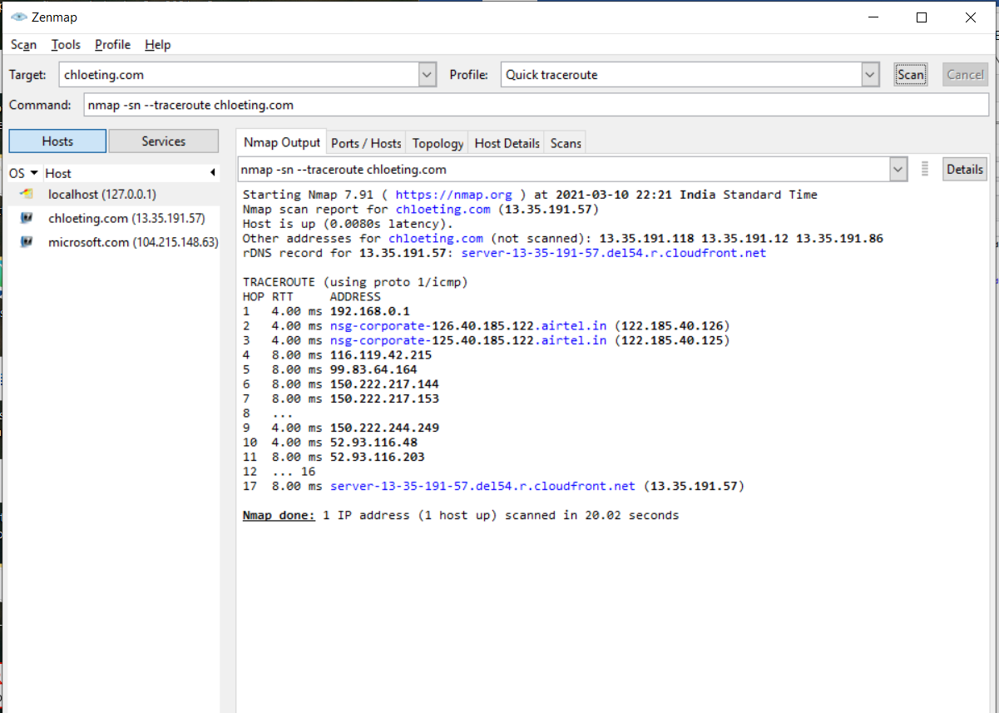 Zenmap
Scan Tools Profile Help
Target: chloeting.com Profile: Quick traceroute Scan Cancel
Command: nmap -sn --traceroute chloeting.com
Hosts Services
Nmap Output Ports / Hosts Topology Host Details Scans
OS Host
nmap -sn --traceroute chloeting.com Details
localhost (127.0.0.1)
chloeting.com (13.35.191.57)
microsoft.com (104.215.148.63)
Starting Nmap 7.91 ( https://nmap.org ) at 2021-03-10 22:21 India Standard Time
Nmap scan report for chloeting.com (13.35.191.57)
Host is up (0.0080s latency).
Other addresses for chloeting.com (not scanned): 13.35.191.118 13.35.191.12 13.35.191.86
rDNS record for 13.35.191.57: server-13-35-191-57.del54.r.cloudfront.net
TRACEROUTE (using proto 1/icmp)
HOP RTT ADDRESS
1 4.00 ms 192.168.0.1
2 4.00 ms nsg-corporate-126.40.185.122.airtel.in (122.185.40.126)
3 4.00 ms nsg-corporate-125.40.185.122.airtel.in (122.185.40.125)
4 8.00 ms 116.119.42.215
5 8.00 ms 99.83.64.164
6 8.00 ms 150.222.217.144
7 8.00 ms 150.222.217.153
8 ...
9 4.00 ms 150.222.244.249
10 4.00 ms 52.93.116.48
11 8.00 ms 52.93.116.203
12 ... 16
17 8.00 ms server-13-35-191-57.del54.r.cloudfront.net (13.35.191.57)
Nmap done: 1 IP address (1 host up) scanned in 20.02 seconds